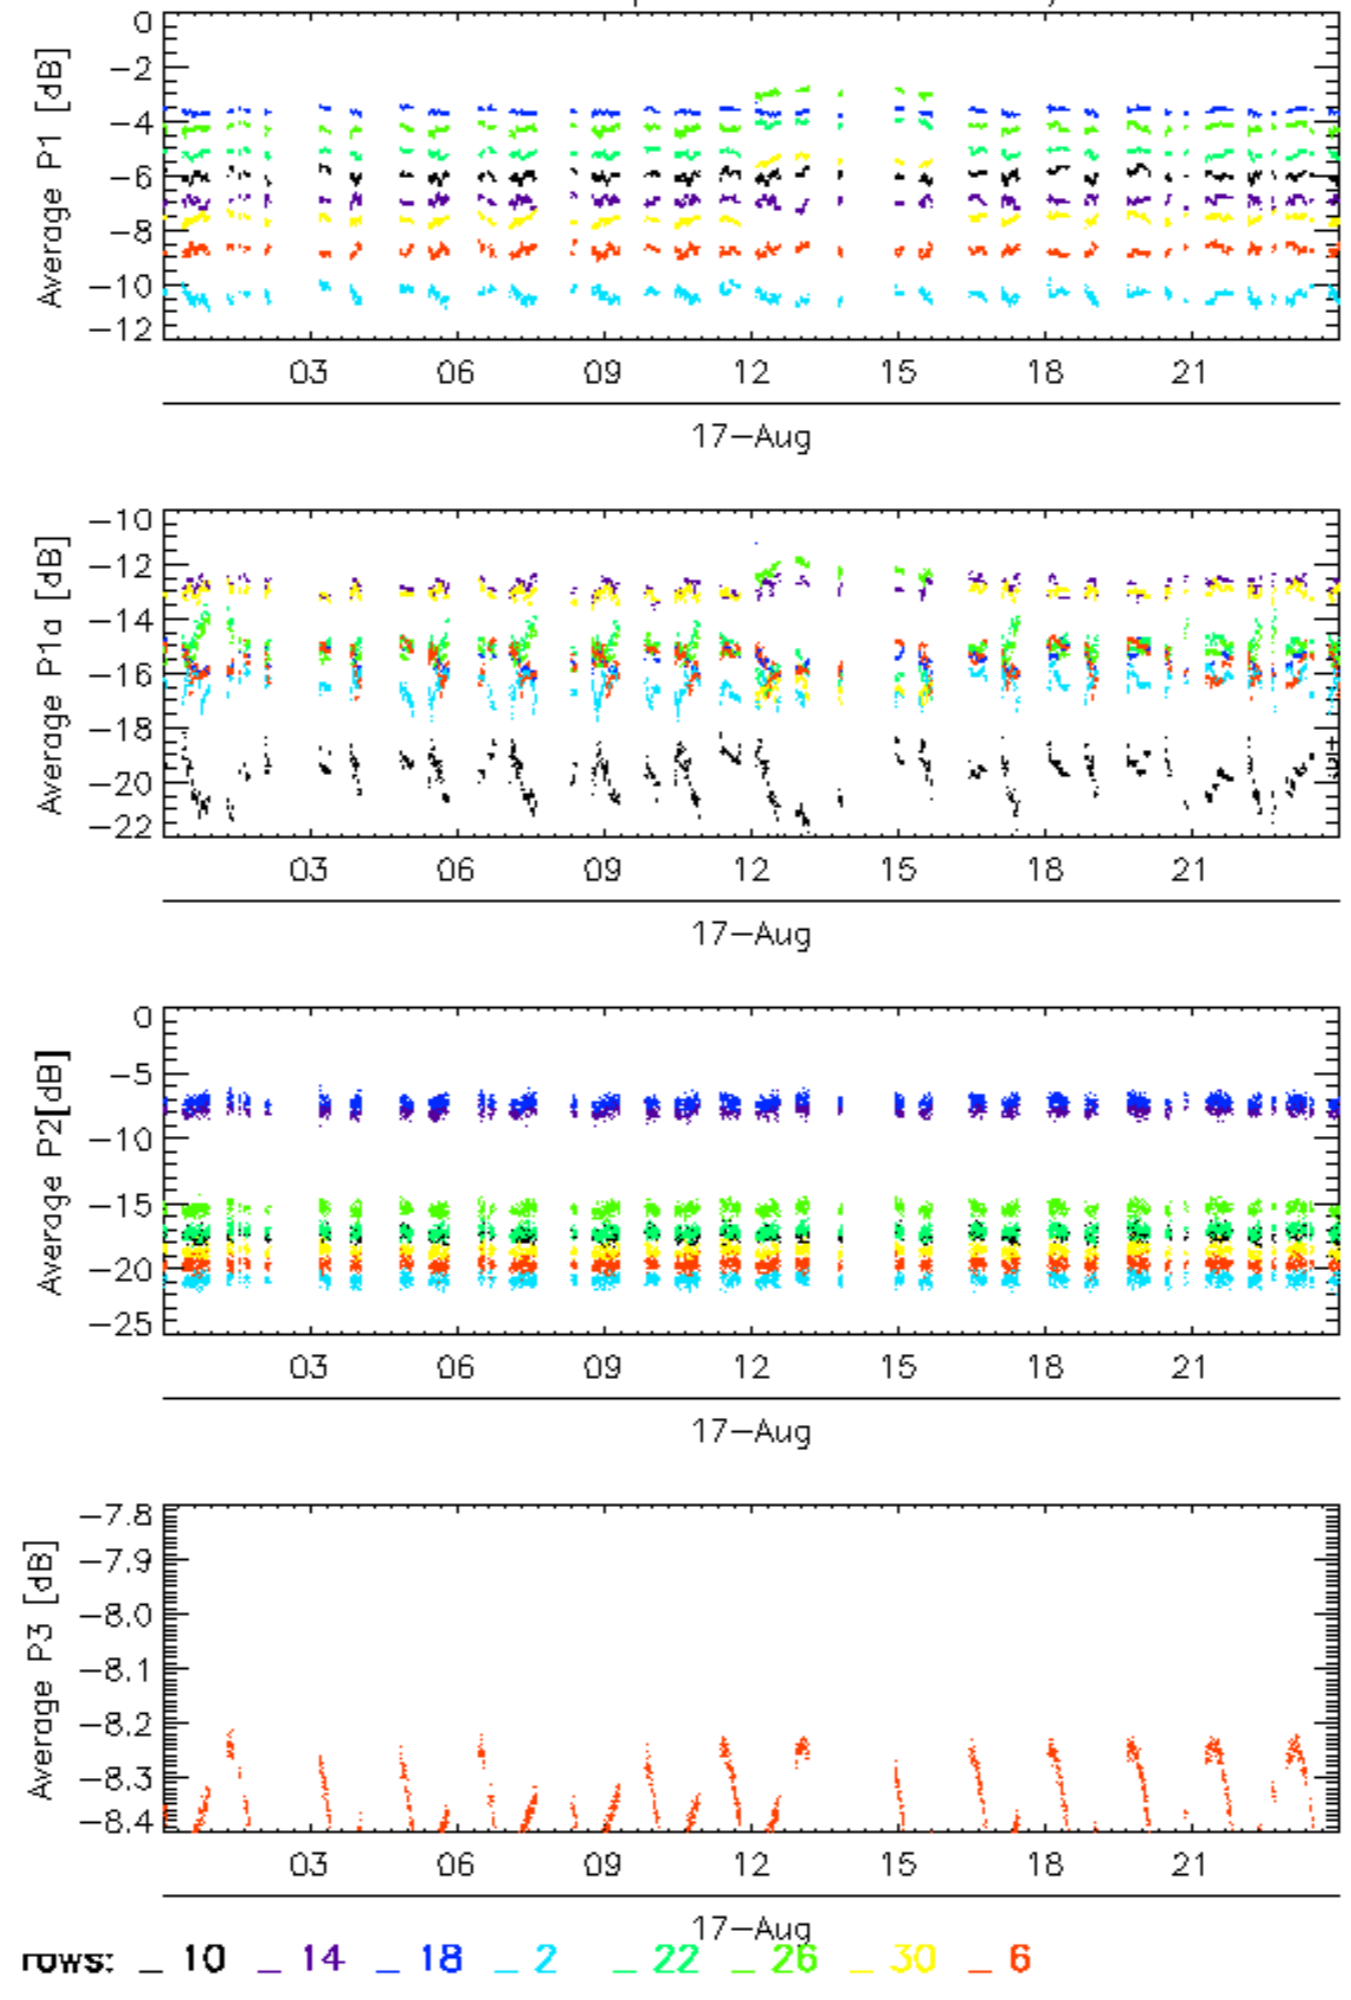 0
−2
−4
−6
−8
−10
−12
Average P1 [dB]
03 06 09 12 15 18 21
17−Aug
−10
−12
−14
−16
−18
−20
−22
Average P1a [dB]
03 06 09 12 15 18 21
17−Aug
0
−5
−10
−15
−20
−25
Average P2[dB]
03 06 09 12 15 18 21
17−Aug
−7.8
−7.9
−8.0
−8.1
−8.2
−8.3
−8.4
Average P3 [dB]
03 06 09 12 15 18 21
17−Aug
rows: _ 10 _ 14 _ 18 _ 2 _ 22 _ 26 _ 30 _ 6